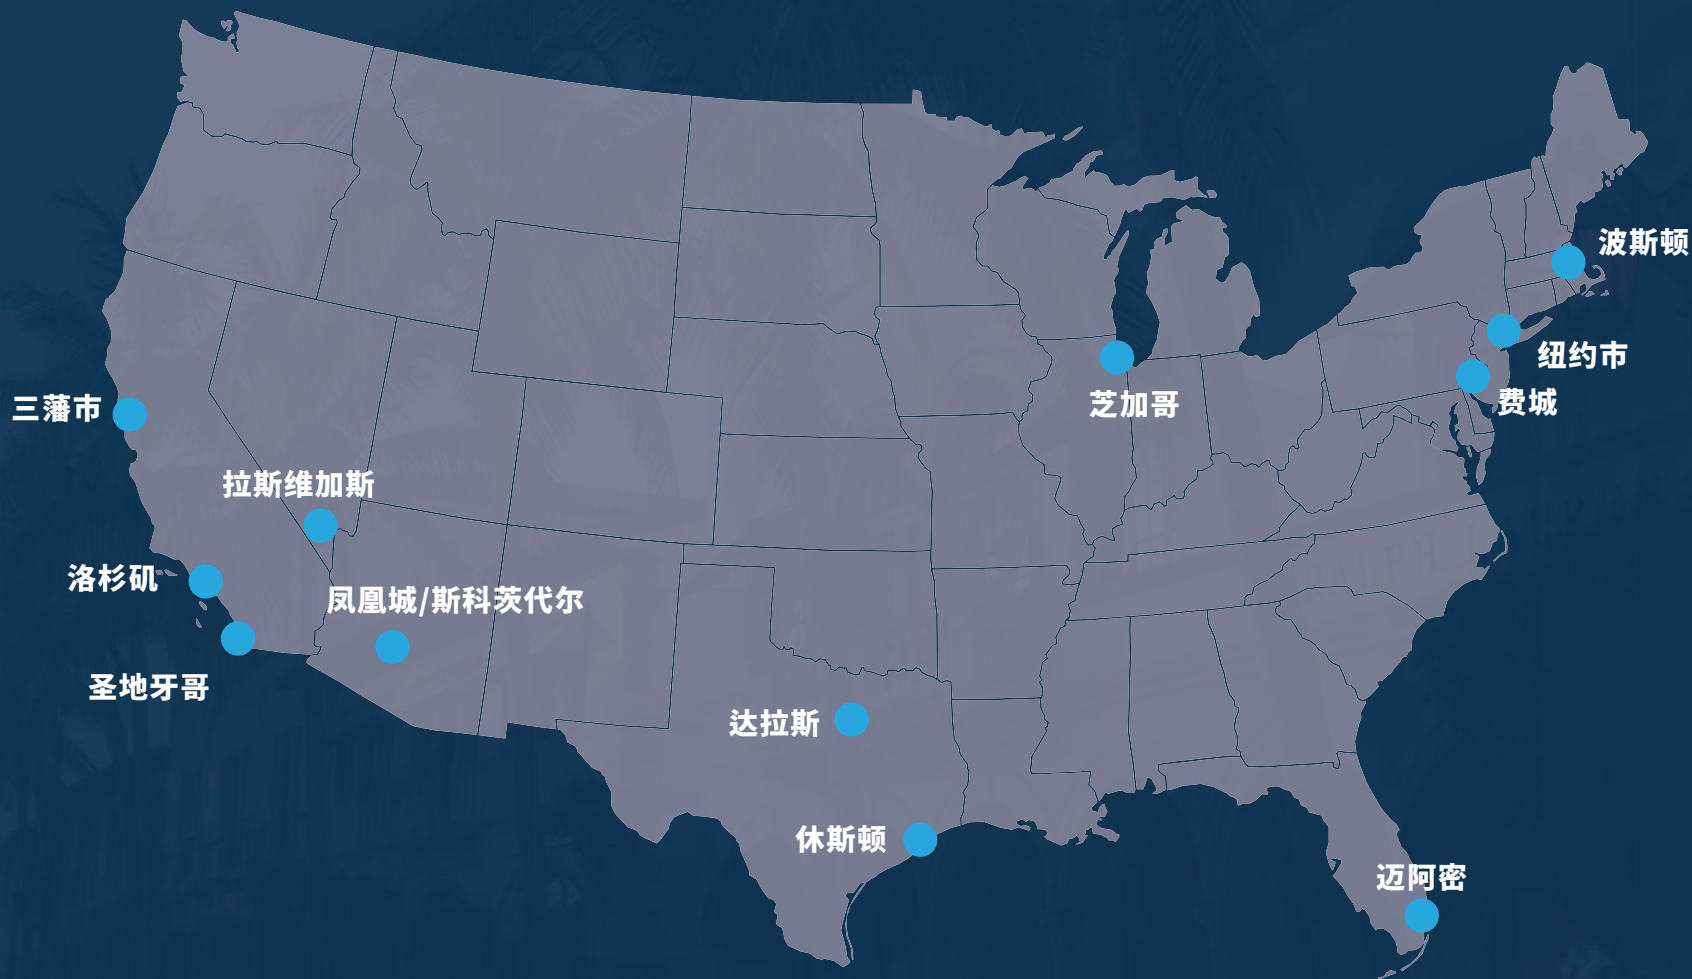 波斯顿
纽约市
费城
芝加哥
三藩市
拉斯维加斯
洛杉矶
凤凰城/斯科茨代尔
圣地牙哥
达拉斯
休斯顿
迈阿密